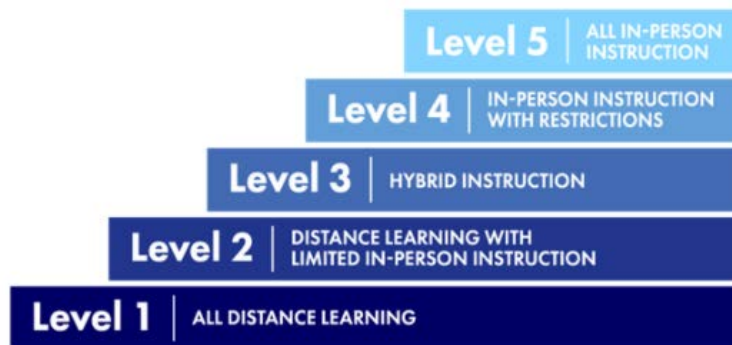 Level 5
ALL IN-PERSON
INSTRUCTION
Level 4
IN-PERSON INSTRUCTION
WITH RESTRICTIONS
Level 3
HYBRID INSTRUCTION
Level 2
DISTANCE LEARNING WITH
LIMITED IN-PERSON INSTRUCTION
Level 1
ALL DISTANCE LEARNING